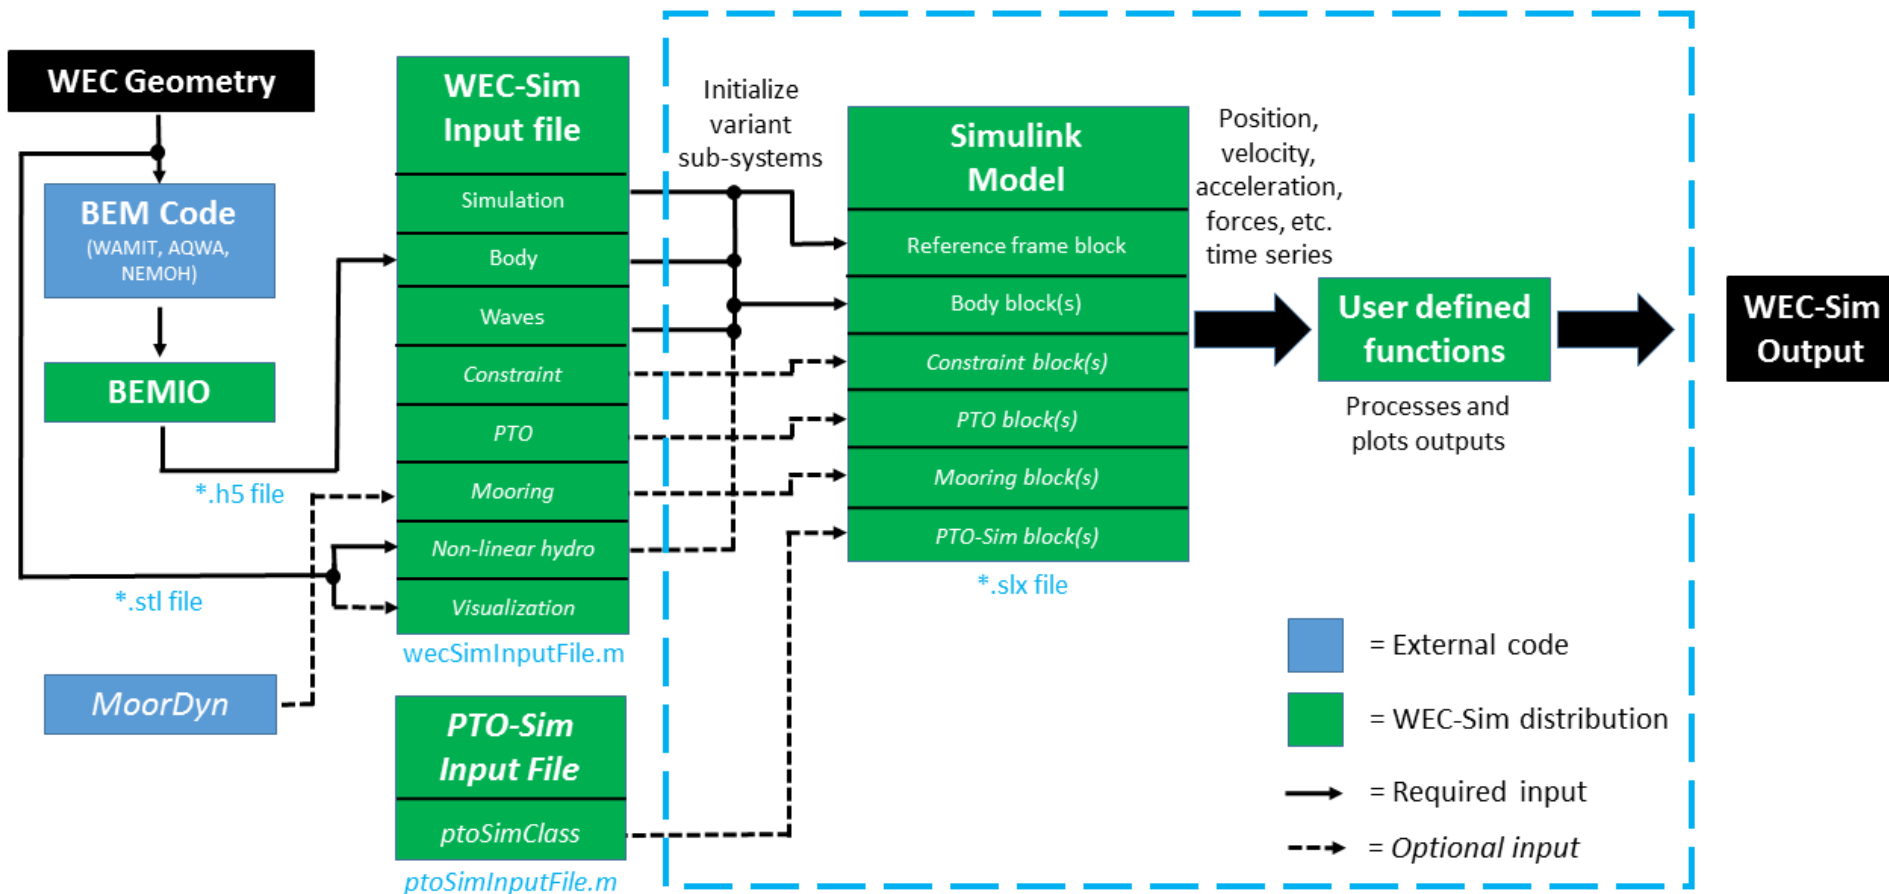 WEC Geometry
BEM Code
(WAMIT, AQWA,
NEMOH)
BEMIO
*.h5 file
*.stl file
MoorDyn
WEC-Sim
Input file
Simulation
Body
Waves
Constraint
PTO
Mooring
Non-linear hydro
Visualization
wecSimInputFile.m
PTO-Sim
Input File
ptoSimClass
ptoSimInputFile.m
Initialize
variant
sub-systems
Simulink
Model
Reference frame block
Body block(s)
Constraint block(s)
PTO block(s)
Mooring block(s)
PTO-Sim block(s)
*.slx file
Position,
velocity,
acceleration,
forces, etc.
time series
User defined
functions
Processes and
plots outputs
WEC-Sim
Output
= External code
= WEC-Sim distribution
= Required input
= Optional input